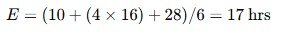 E = (10 + (4 × 16) + 28)/6 = 17 hrs